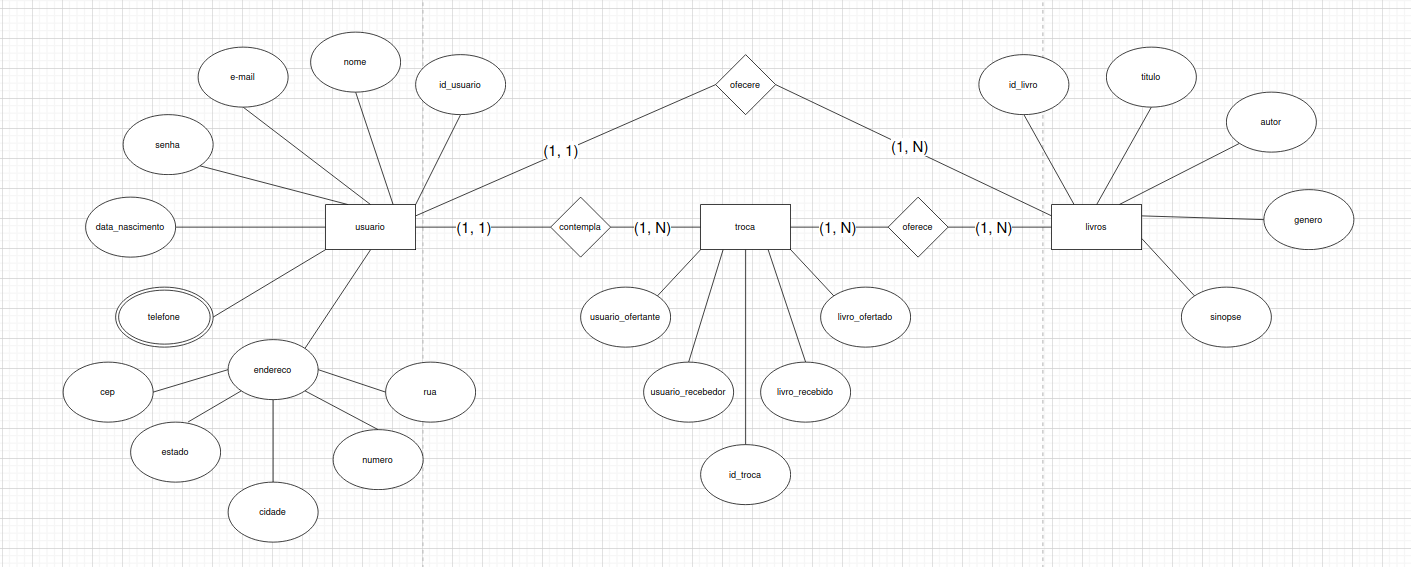 nome
e-mail
id_usuario
ofecere
id_livro
titulo
autor
senha
(1, 1)
(1, N)
data_nascimento
usuario
(1, 1)
contempla
(1, N)
troca
(1, N)
oferece
(1, N)
livros
genero
telefone
usuario_ofertante
livro_ofertado
sinopse
endereco
cep
rua
usuario_recebedor
livro_recebido
estado
numero
id_troca
cidade